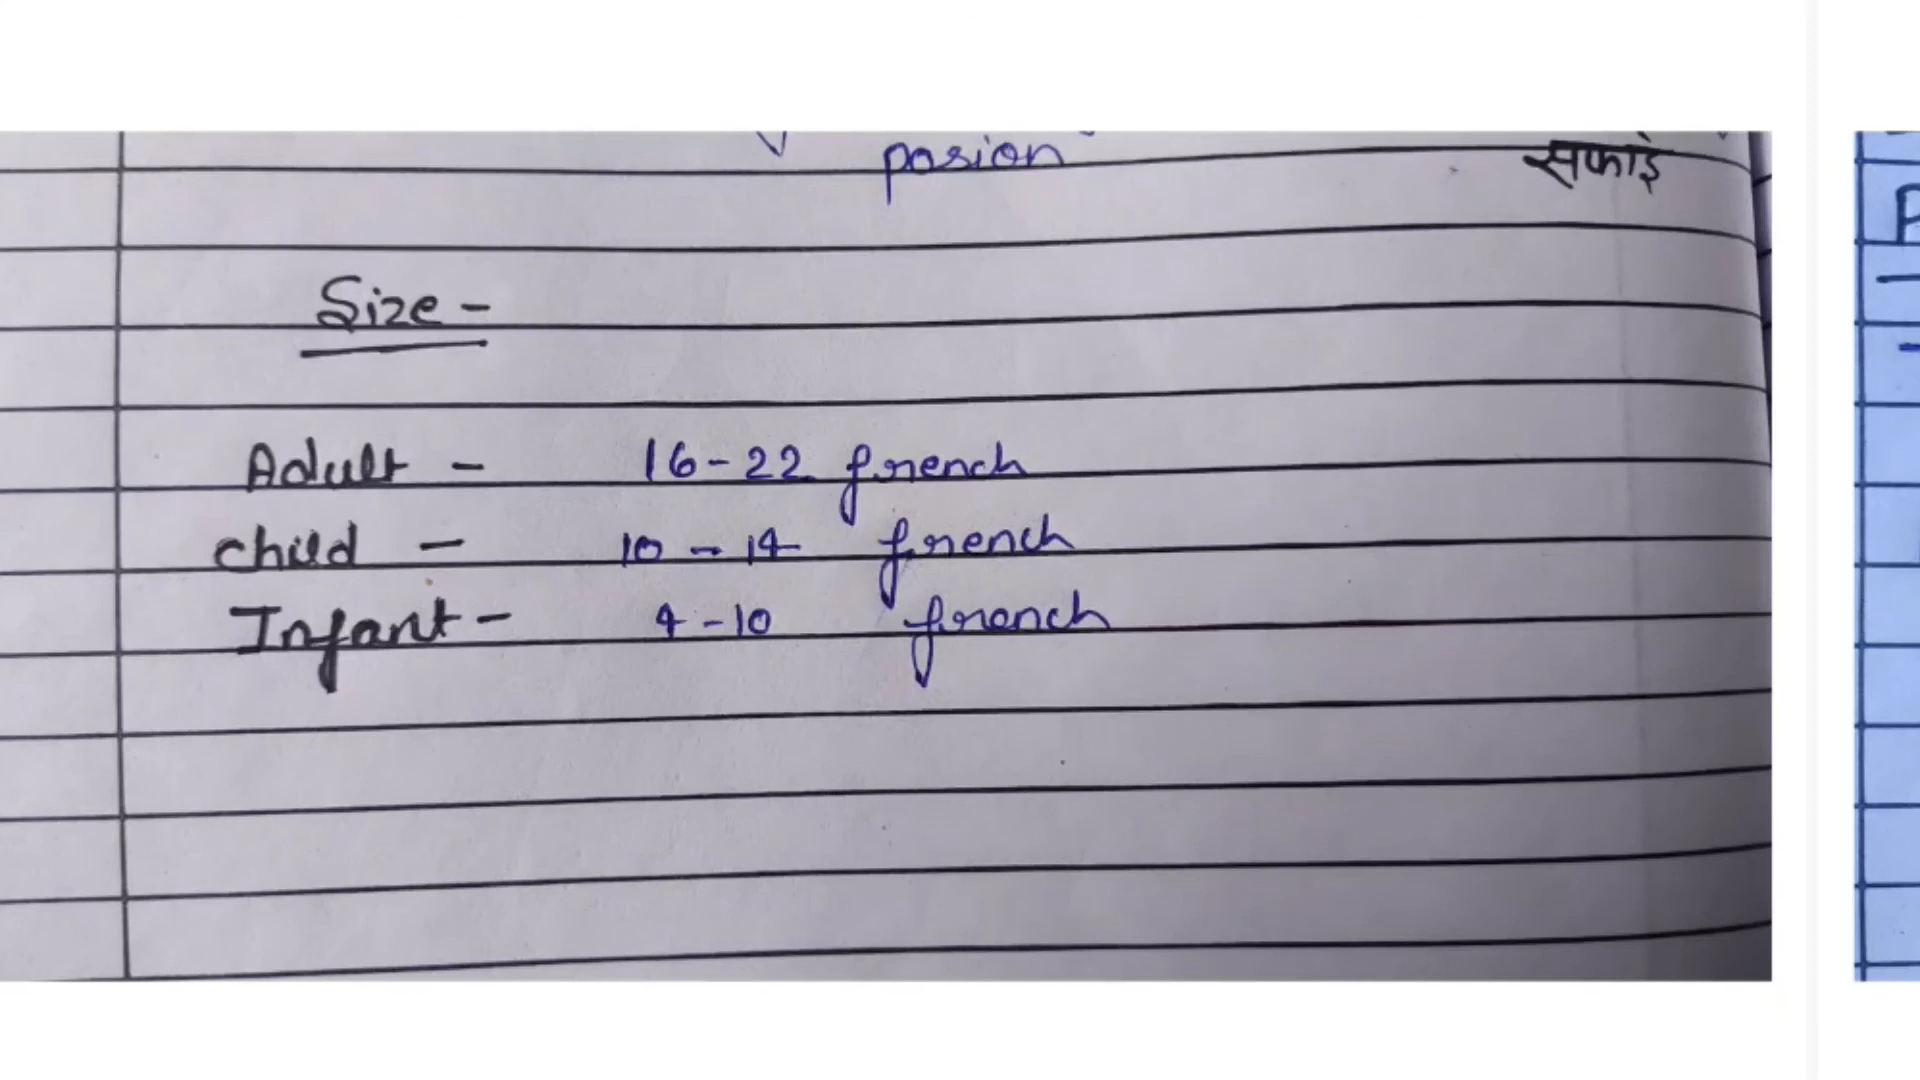 posion
सफाई
Size -
Adult - 16-22 french
child - 10-14 french
Infant - 4-10 french